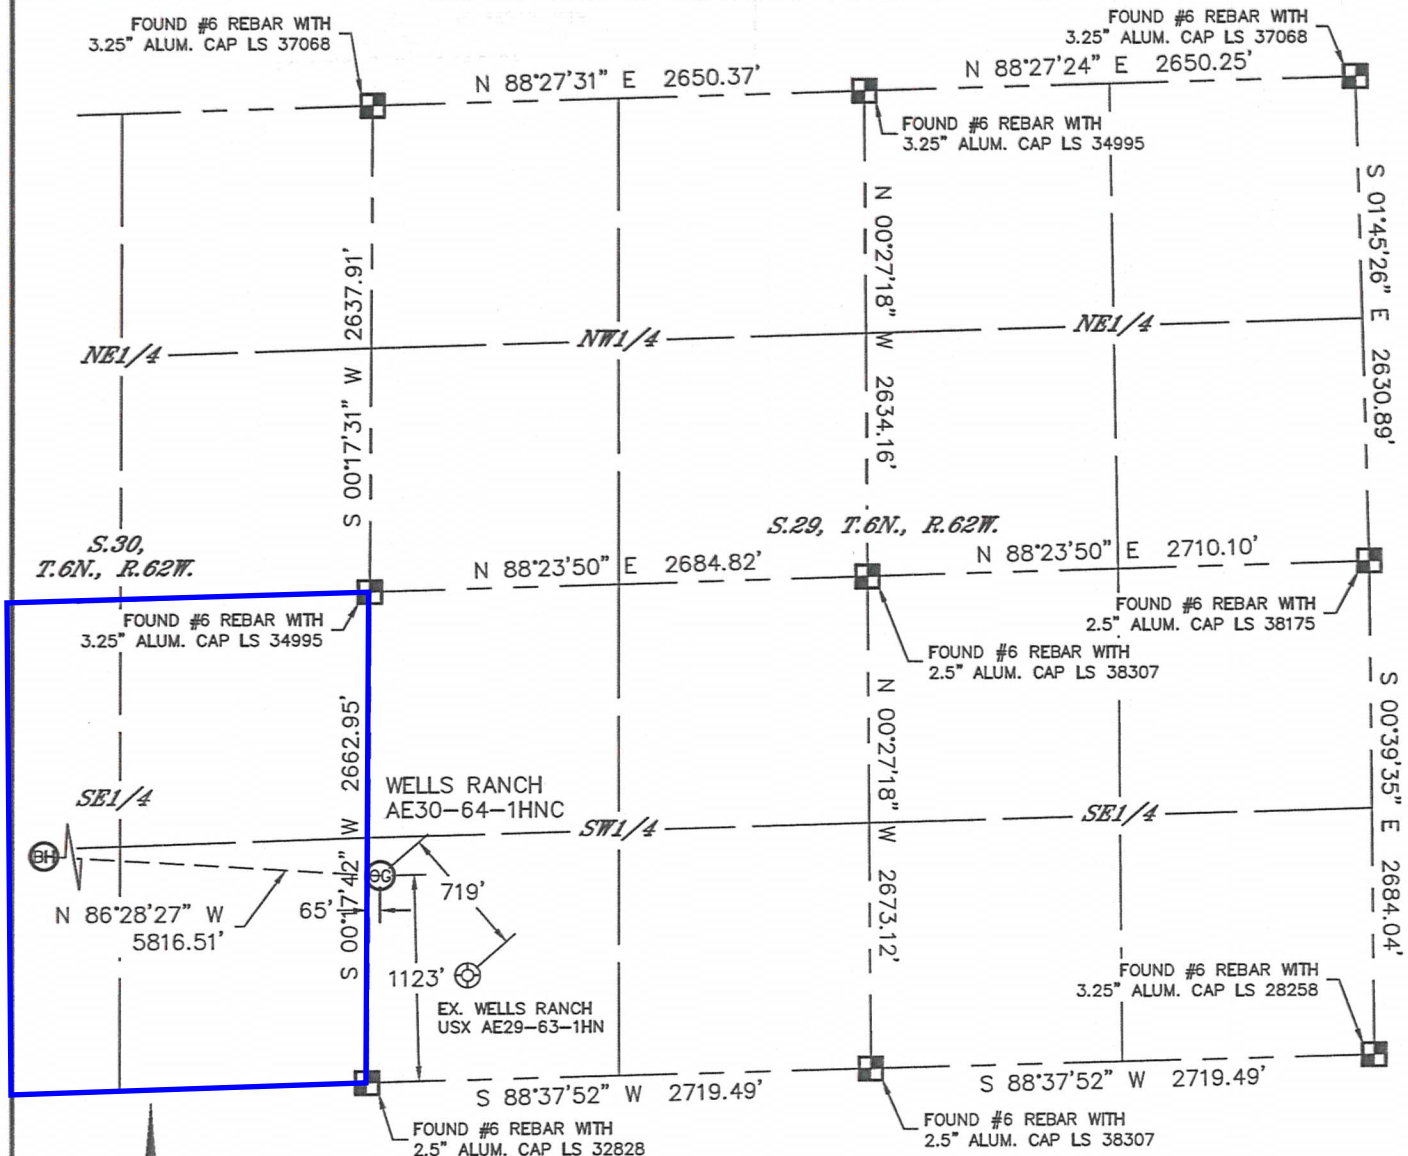 FOUND #6 REBAR WITH
3.25" ALUM. CAP LS 37068
FOUND #6 REBAR WITH
3.25" ALUM. CAP LS 37068
N 88°27'31" E 2650.37'
N 88°27'24" E 2650.25'
FOUND #6 REBAR WITH
3.25" ALUM. CAP LS 34995
S 00°17'31" W 2637.91'
N 00°27'18" W 2634.16'
S 01°45'26" E 2630.89'
NE1/4
NW1/4
NE1/4
S.30,
T.6N., R.62W.
S.29, T.6N., R.62W.
N 88°23'50" E 2684.82'
N 88°23'50" E 2710.10'
FOUND #6 REBAR WITH
3.25" ALUM. CAP LS 34995
FOUND #6 REBAR WITH
2.5" ALUM. CAP LS 38175
FOUND #6 REBAR WITH
2.5" ALUM. CAP LS 38307
S 00°17'42" W 2662.95'
N 00°27'18" W 2673.12'
S 00°39'35" E 2684.04'
WELLS RANCH
AE30-64-1HNC
SE1/4
SW1/4
SE1/4
BH
OG
719'
65'
N 86°28'27" W
5816.51'
1123'
EX. WELLS RANCH
USX AE29-63-1HN
FOUND #6 REBAR WITH
3.25" ALUM. CAP LS 28258
S 88°37'52" W 2719.49'
S 88°37'52" W 2719.49'
FOUND #6 REBAR WITH
2.5" ALUM. CAP LS 32828
FOUND #6 REBAR WITH
2.5" ALUM. CAP LS 38307